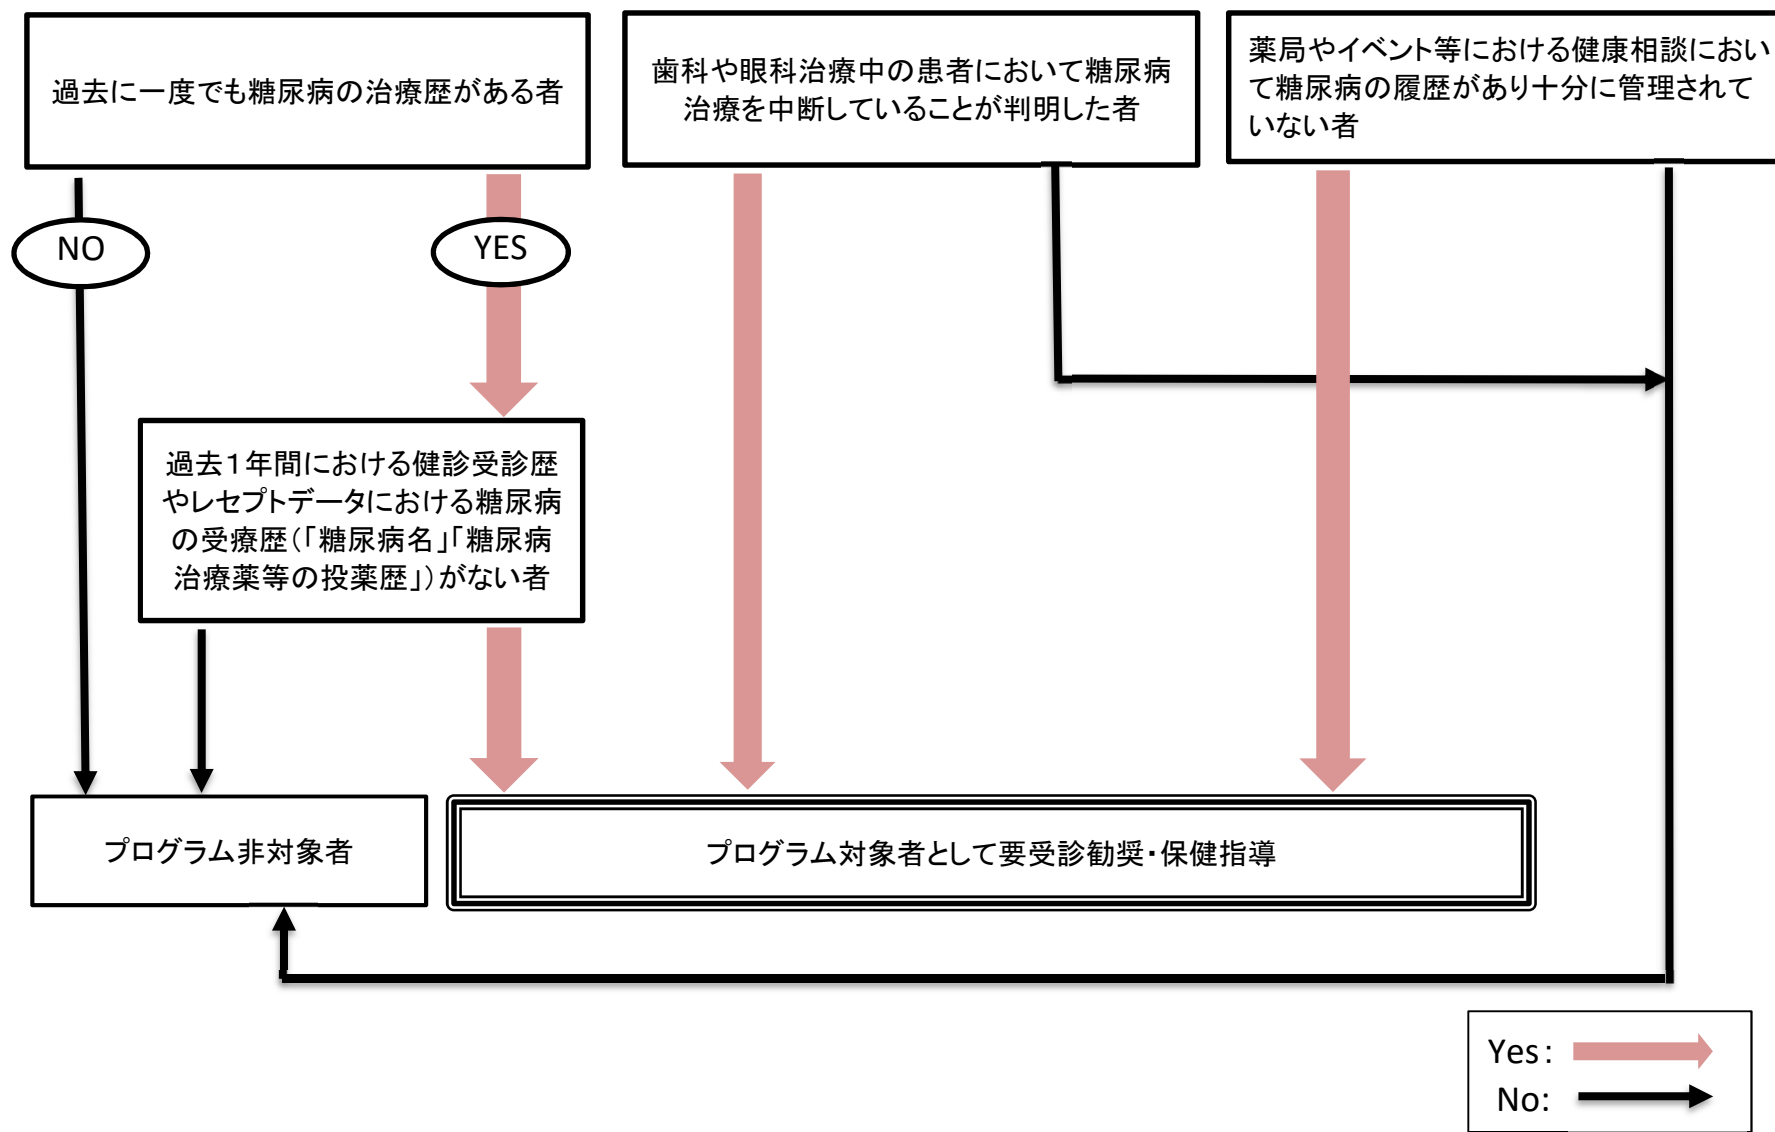 過去に一度でも糖尿病の治療歴がある者
歯科や眼科治療中の患者において糖尿病
治療を中断していることが判明した者
薬局やイベント等における健康相談におい
て糖尿病の履歴があり十分に管理されて
いない者
NO
YES
過去1年間における健診受診歴
やレセプトデータにおける糖尿病
の受療歴(「糖尿病名」「糖尿病
治療薬等の投薬歴」)がない者
プログラム非対象者
プログラム対象者として要受診勧奨・保健指導
Yes:
No: